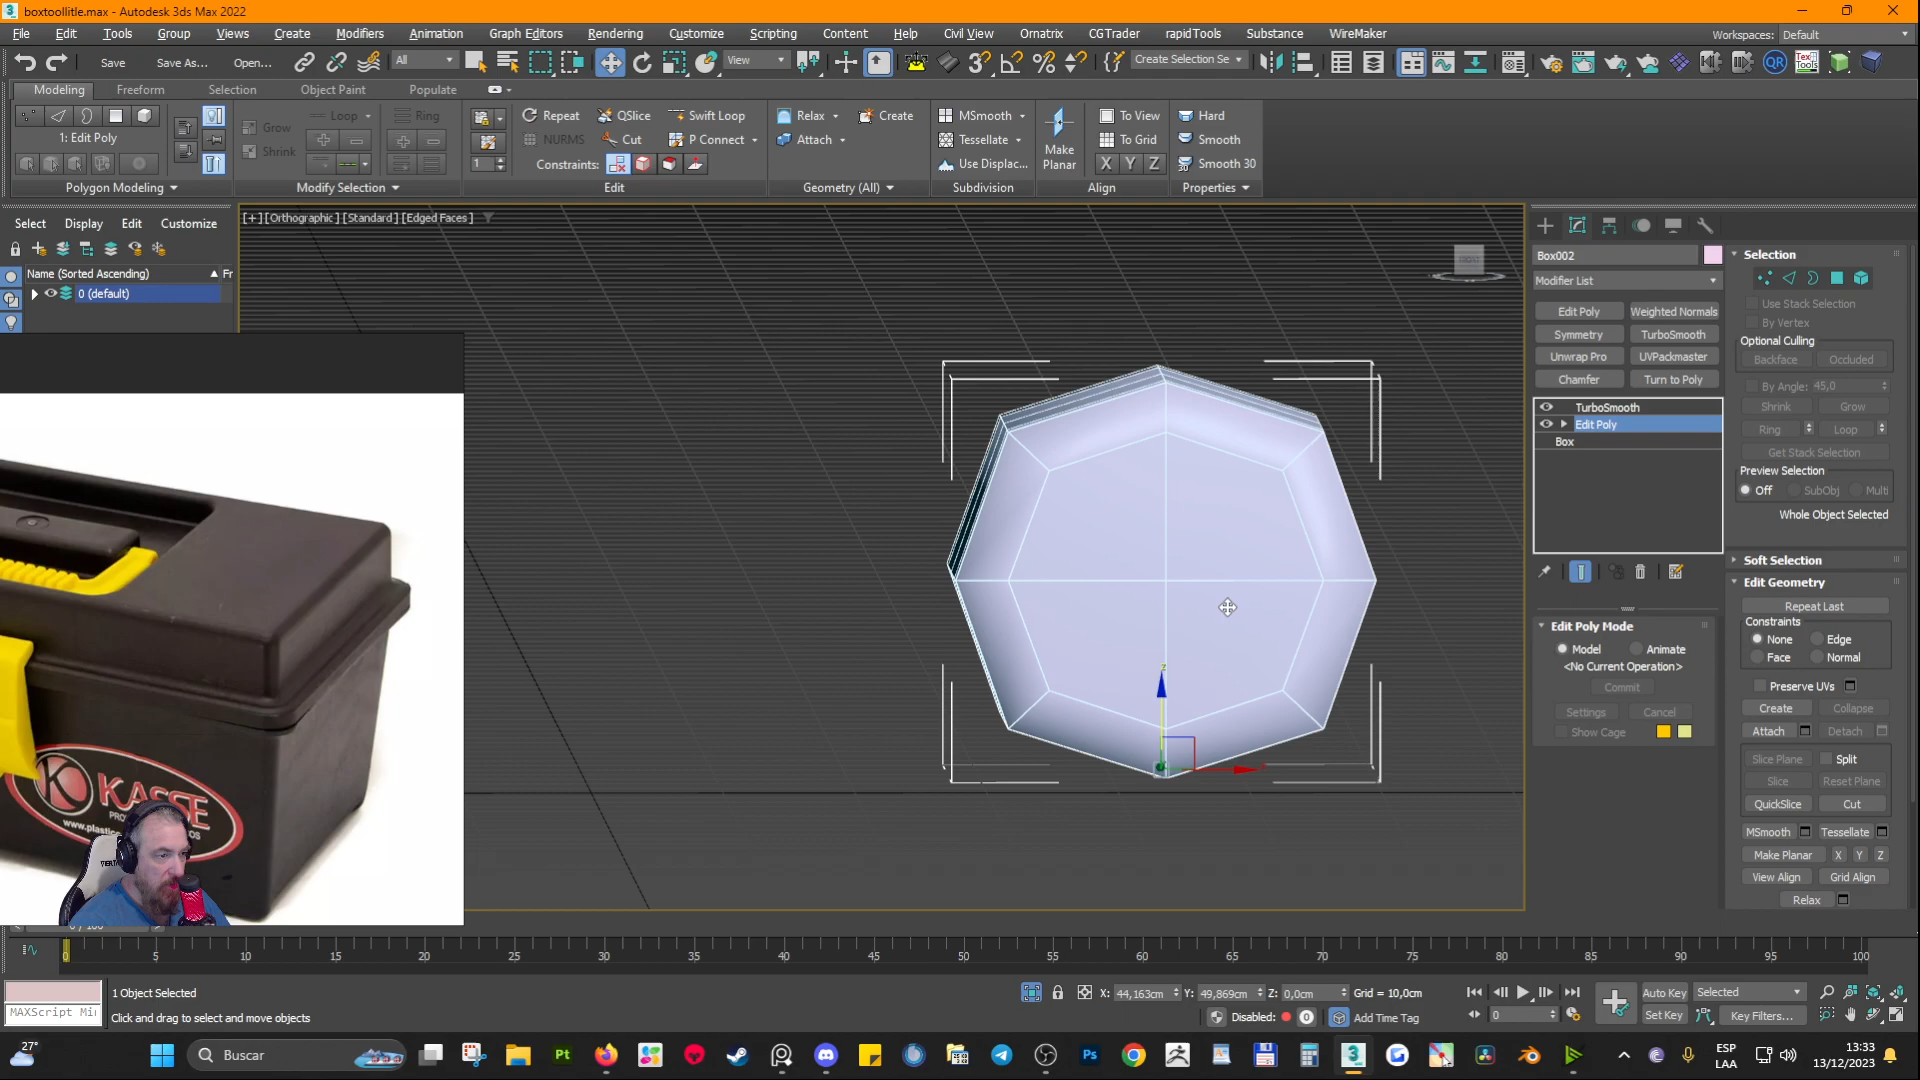 boxtoollitle.max - Autodesk 3ds Max 2022
File Edit Tools Group Views Create Modifiers Animation Graph Editors Rendering Customize Scripting Content Help Civil View Ornatrix CGTrader rapidTools Substance WireMaker Workspaces: Default
Save Save As... Open... All View Create Selection Se
Modeling Freeform Selection Object Paint Populate
1: Edit Poly Grow Loop Ring Repeat QSlice Swift Loop Relax Create MSmooth To View Hard
Shrink NURMS Cut P Connect Attach Tessellate Make Planar To Grid Smooth
1 Constraints: Use Displac... X Y Z Smooth 30
Polygon Modeling Modify Selection Edit Geometry (All) Subdivision Align Properties
Select Display Edit Customize
Name (Sorted Ascending) Fr
0 (default)
[+] [Orthographic] [Standard] [Edged Faces]
FRONT
Box002
Modifier List
Edit Poly Weighted Normals
Symmetry TurboSmooth
Unwrap Pro UVPackmaster
Chamfer Turn to Poly
TurboSmooth
Edit Poly
Box
Edit Poly Mode
Model Animate
<No Current Operation>
Commit
Settings Cancel
Show Cage
Selection
Use Stack Selection
By Vertex
Optional Culling
Backface Occluded
By Angle: 45,0
Shrink Grow
Ring Loop
Get Stack Selection
Preview Selection
Off SubObj Multi
Whole Object Selected
Soft Selection
Edit Geometry
Repeat Last
Constraints
None Edge
Face Normal
Preserve UVs
Create Collapse
Attach Detach
Slice Plane Split
Slice Reset Plane
QuickSlice Cut
MSmooth Tessellate
Make Planar X Y Z
View Align Grid Align
Relax
z
K KASSE
0 / 100
0 5 10 15 20 25 30 35 40 45 50 55 60 65 70 75 80 85 90 95 100
1 Object Selected
X: 44,163cm Y: 49,869cm Z: 0,0cm Grid = 10,0cm
Auto Key Selected
MAXScript Mi
Click and drag to select and move objects
Disabled: 0 Add Time Tag
0
Set Key Key Filters...
27°
Buscar
ESP
LAA
13:33
13/12/2023